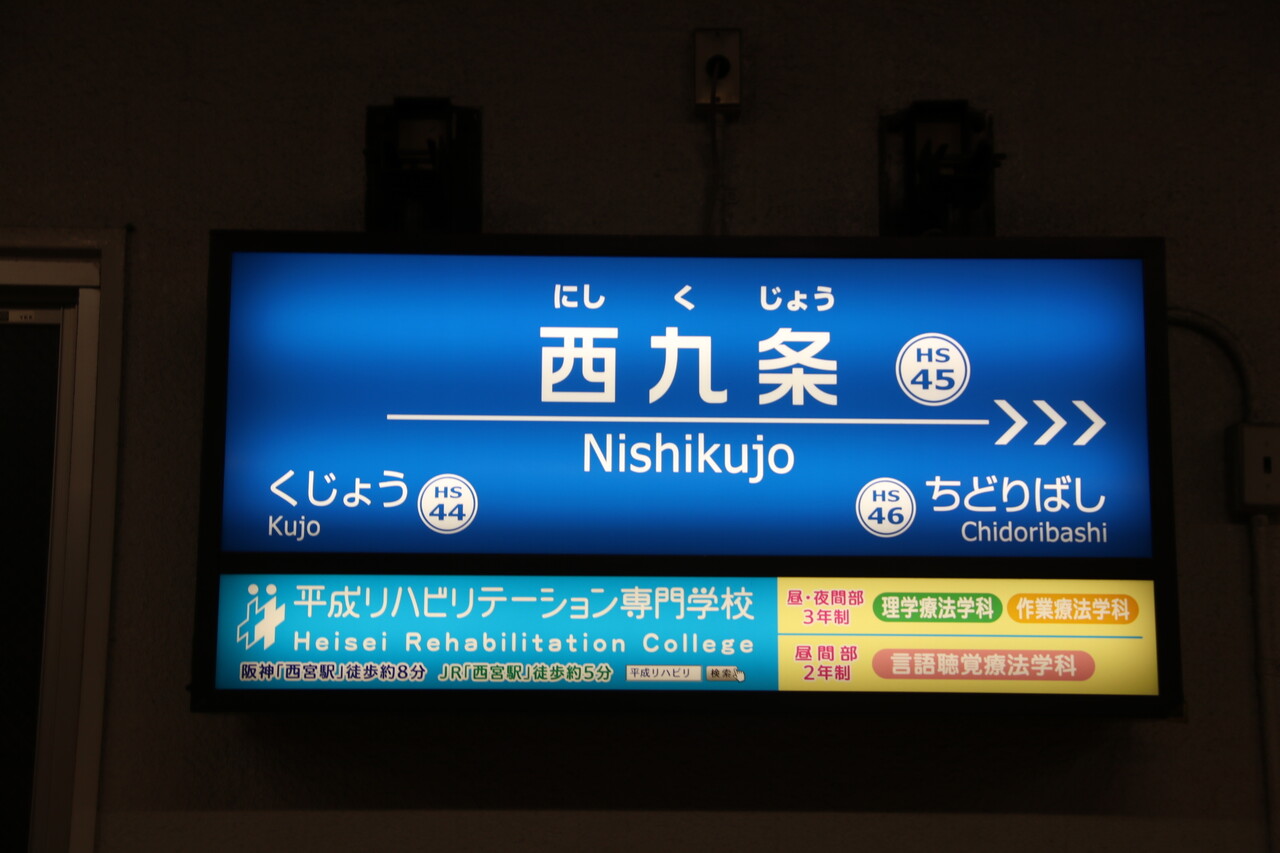 にし く じょう
西九条
HS
45
Nishikujo
くじょう
Kujo
HS
44
HS
46
ちどりばし
Chidoribashi
平成リハビリテーション専門学校
Heisei Rehabilitation College
阪神「西宮駅」徒歩約8分 JR「西宮駅」徒歩約5分 平成リハビリ 検索
昼・夜間部
3年制
理学療法学科 作業療法学科
昼間部
2年制
言語聴覚療法学科